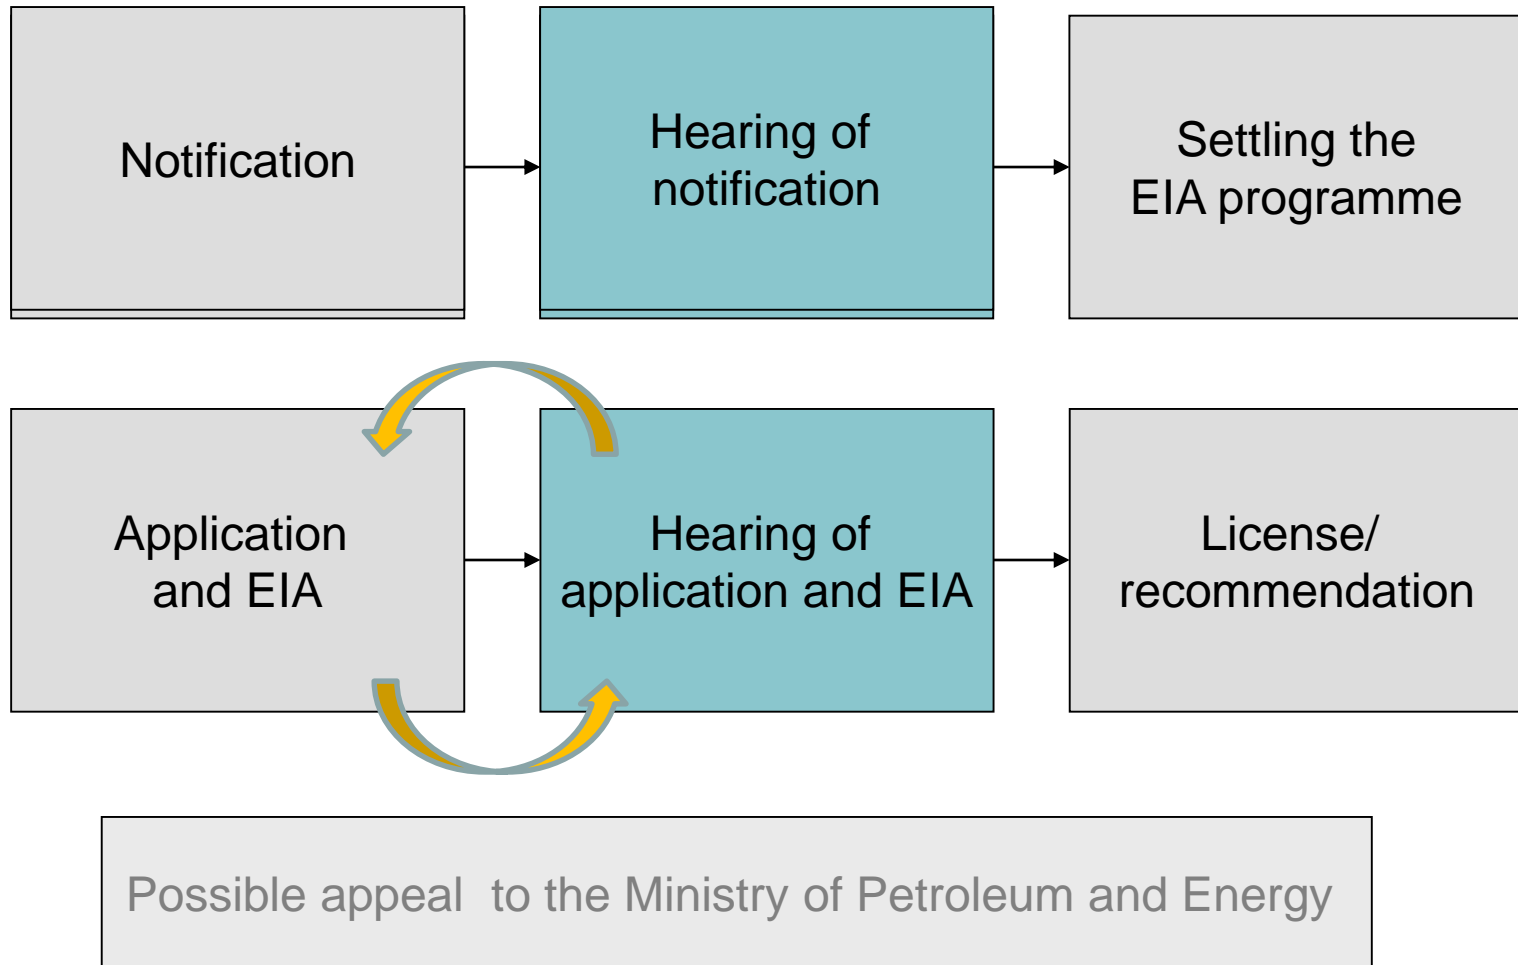 Notification
Hearing of
notification
Settling the
EIA programme
Application
and EIA
Hearing of
application and EIA
License/
recommendation
Possible appeal  to the Ministry of Petroleum and Energy